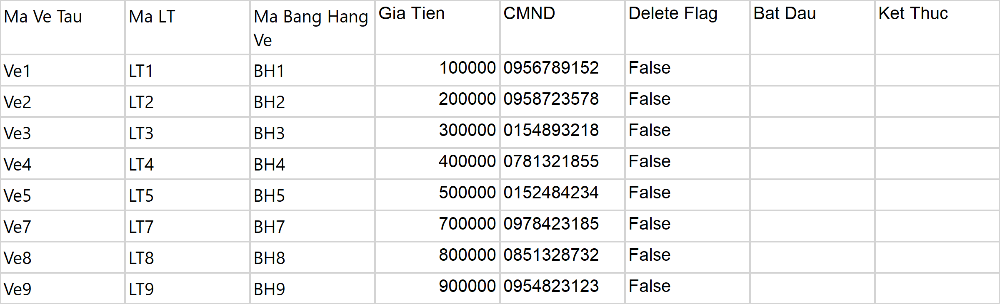 Ma Ve Tau Ma LT Ma Bang Hang Ve Gia Tien CMND Delete Flag Bat Dau Ket Thuc
Ve1 LT1 BH1 100000 0956789152 False
Ve2 LT2 BH2 200000 0958723578 False
Ve3 LT3 BH3 300000 0154893218 False
Ve4 LT4 BH4 400000 0781321855 False
Ve5 LT5 BH5 500000 0152484234 False
Ve7 LT7 BH7 700000 0978423185 False
Ve8 LT8 BH8 800000 0851328732 False
Ve9 LT9 BH9 900000 0954823123 False